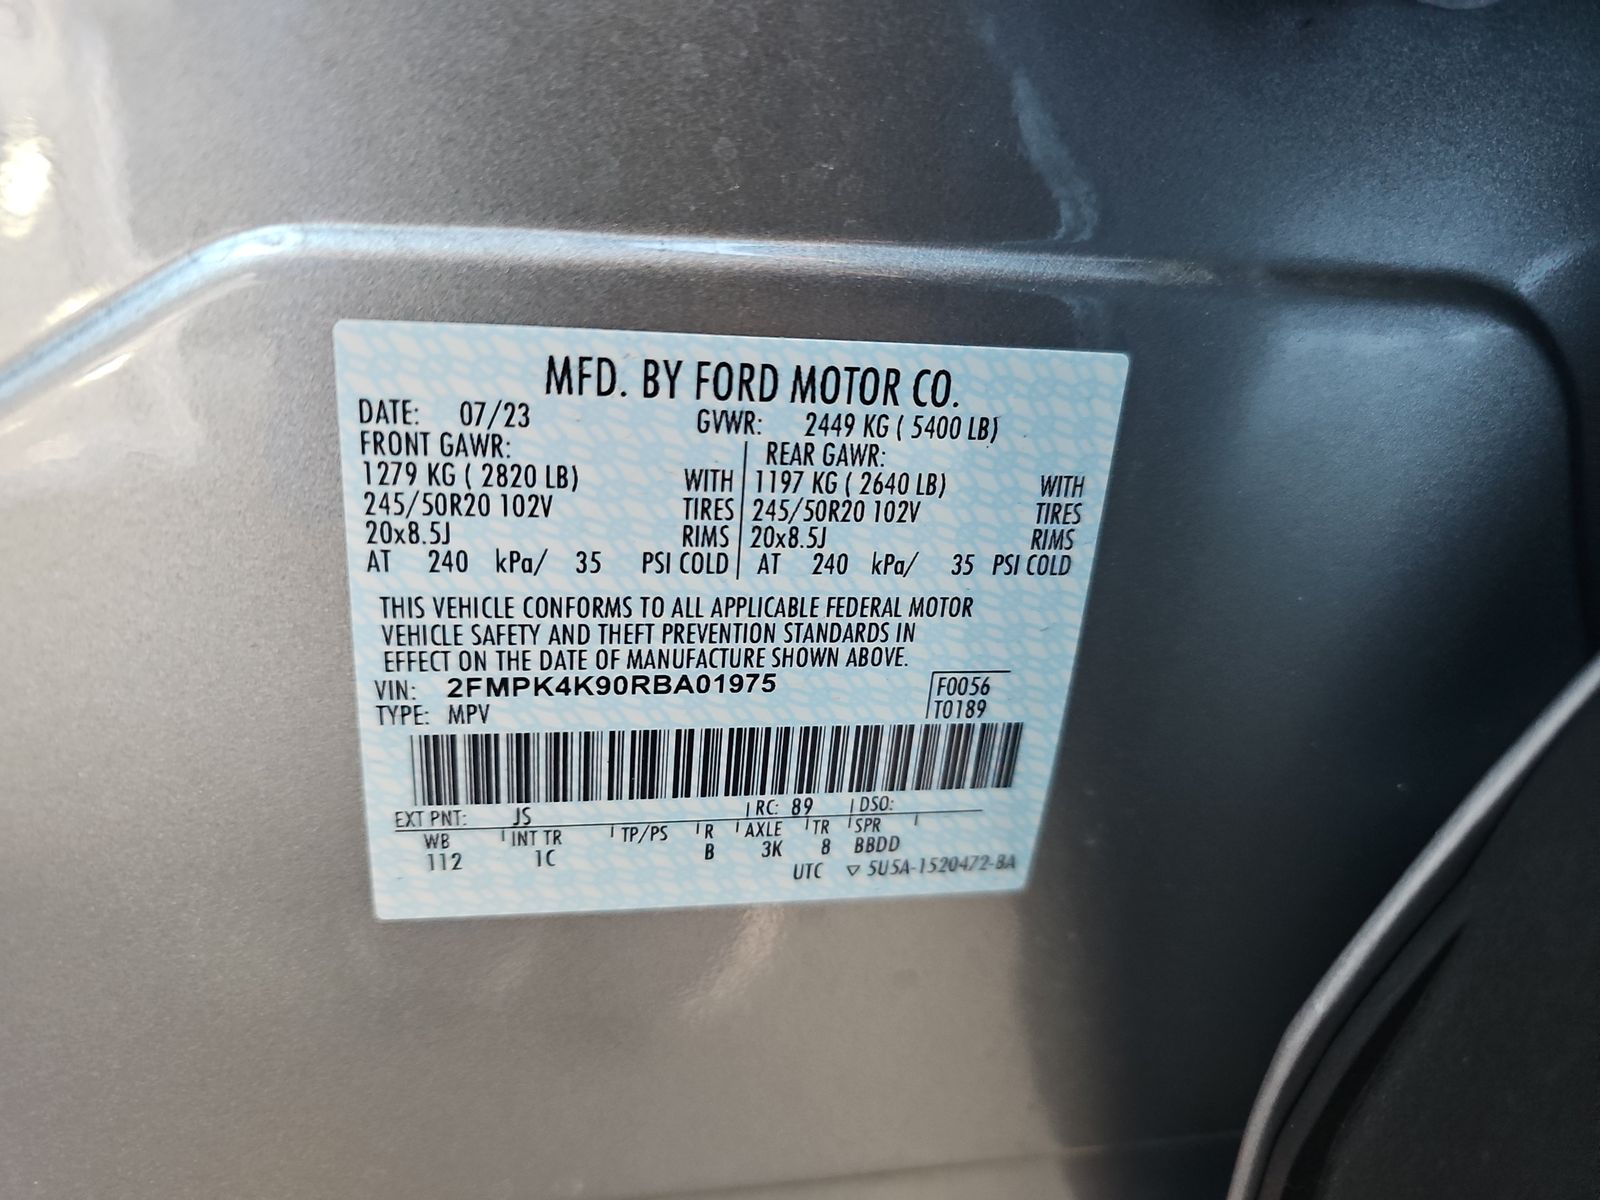 MFD. BY FORD MOTOR CO.
DATE: 07/23 GVWR: 2449 KG ( 5400 LB)
FRONT GAWR: REAR GAWR:
1279 KG ( 2820 LB) WITH 1197 KG ( 2640 LB) WITH
245/50R20 102V TIRES 245/50R20 102V TIRES
20x8.5J RIMS 20x8.5J RIMS
AT 240 kPa/ 35 PSI COLD AT 240 kPa/ 35 PSI COLD
THIS VEHICLE CONFORMS TO ALL APPLICABLE FEDERAL MOTOR
VEHICLE SAFETY AND THEFT PREVENTION STANDARDS IN
EFFECT ON THE DATE OF MANUFACTURE SHOWN ABOVE.
VIN: 2FMPK4K90RBA01975 F0056
TYPE: MPV T0189
EXT PNT: JS RC: 89 DSO:
WB INT TR TP/PS R AXLE TR SPR
112 1C B 3K 8 BBDD
UTC ▽ 5U5A-1520472-BA